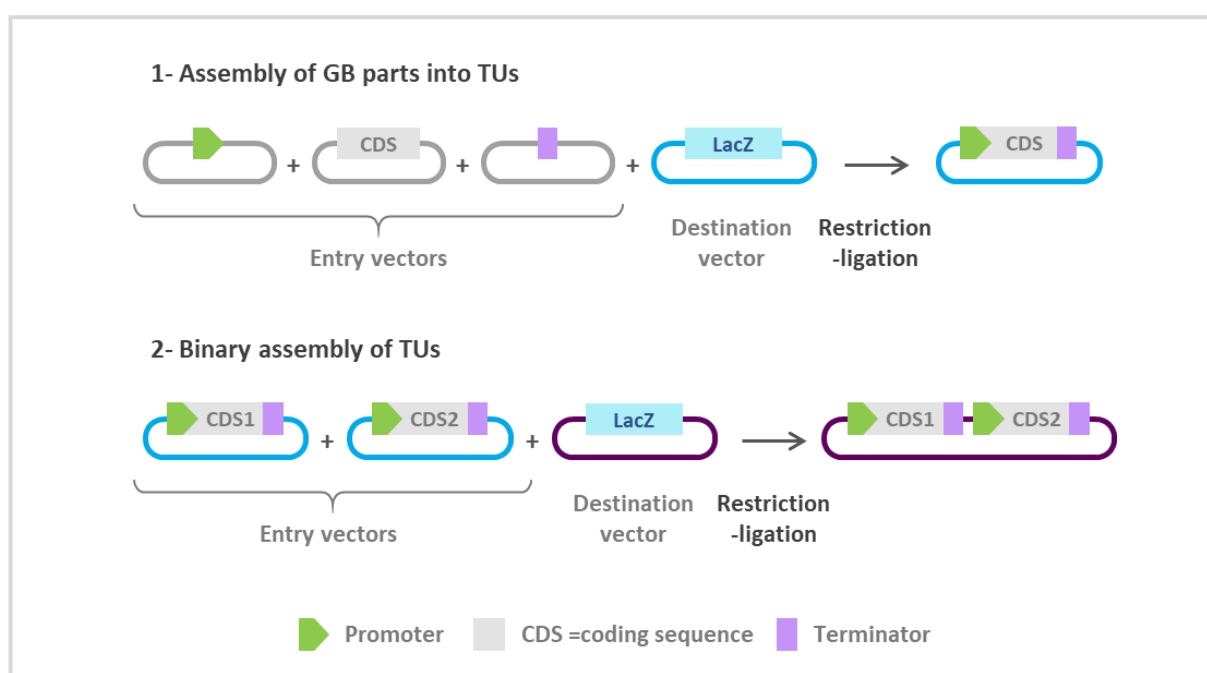 1- Assembly of GB parts into TUs
CDS
LacZ
CDS
+
+
+
Entry vectors
Destination
vector
Restriction
-ligation
2- Binary assembly of TUs
CDS1
CDS2
LacZ
CDS1
CDS2
+
+
Entry vectors
Destination
vector
Restriction
-ligation
Promoter
CDS =coding sequence
Terminator